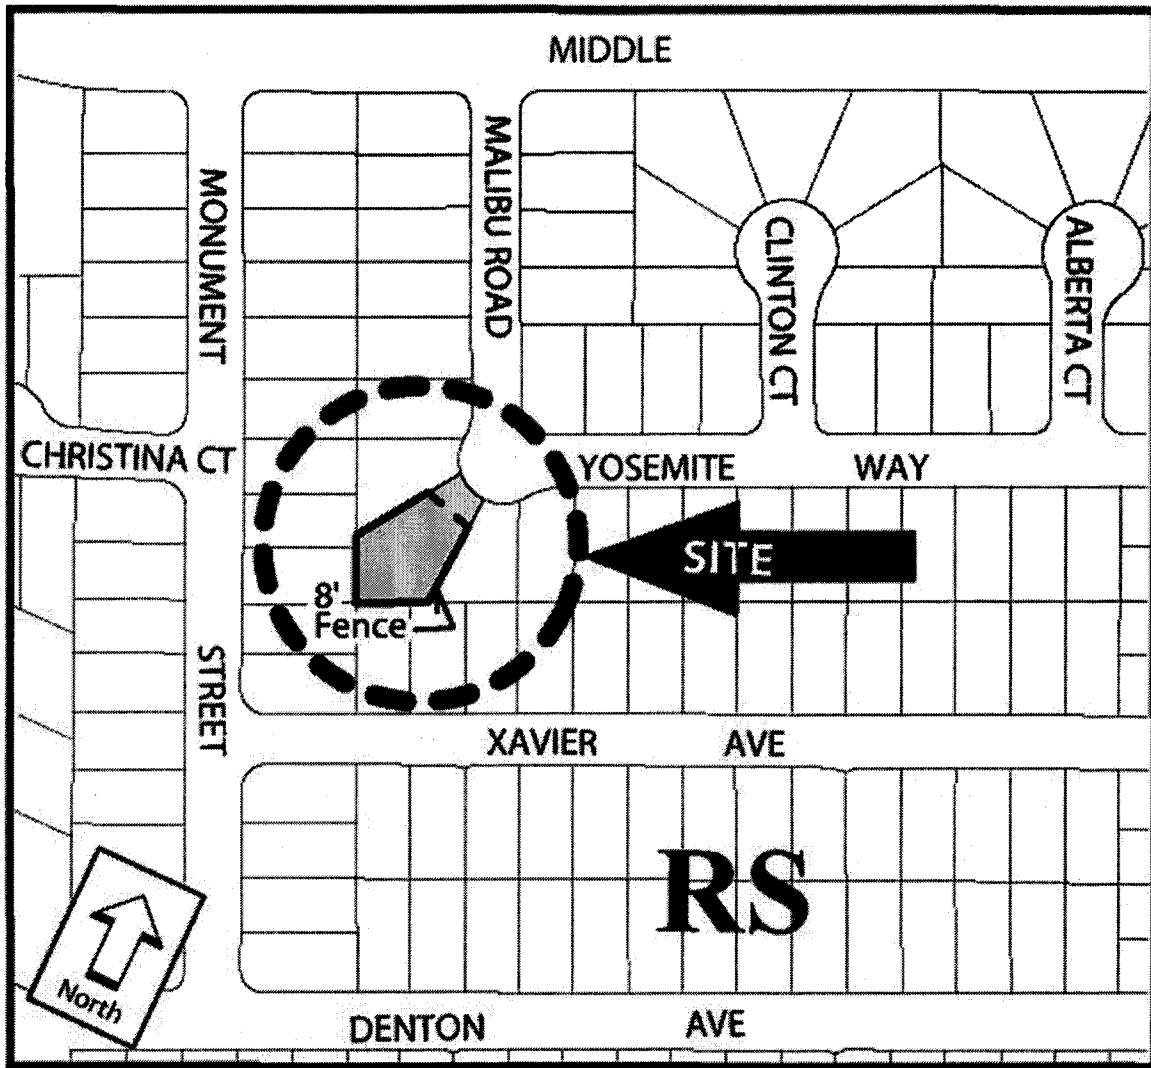 MIDDLE
MONUMENT
MALIBU ROAD
CLINTON CT
ALBERTA CT
CHRISTINA CT
YOSEMITE WAY
SITE
8'
Fence
STREET
XAVIER AVE
RS
North
DENTON AVE